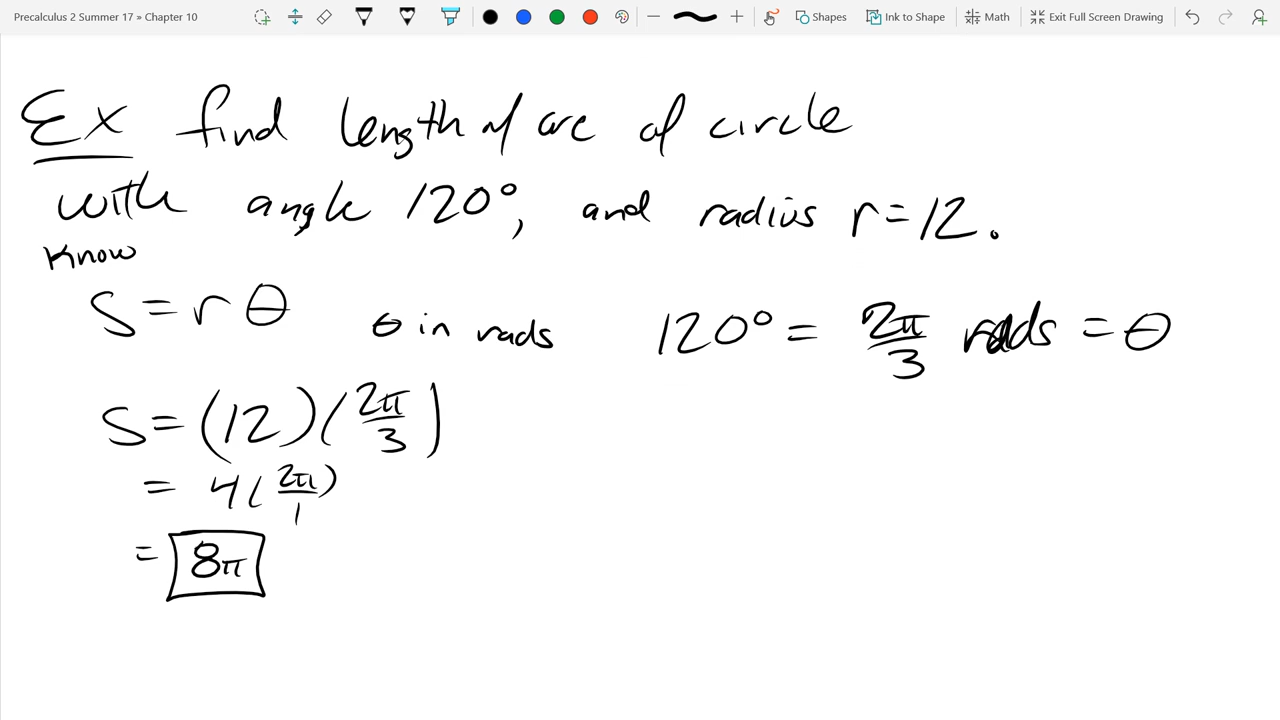 Precalculus 2 Summer 17 » Chapter 10
Shapes
Ink to Shape
Math
Exit Full Screen Drawing
Ex find length of arc of circle
with angle 120°, and radius r=12.
Know
S=rθ θ in rads 120° = 2π/3 rads = θ
S=(12)(2π/3)
= 4(2π/1)
= 8π